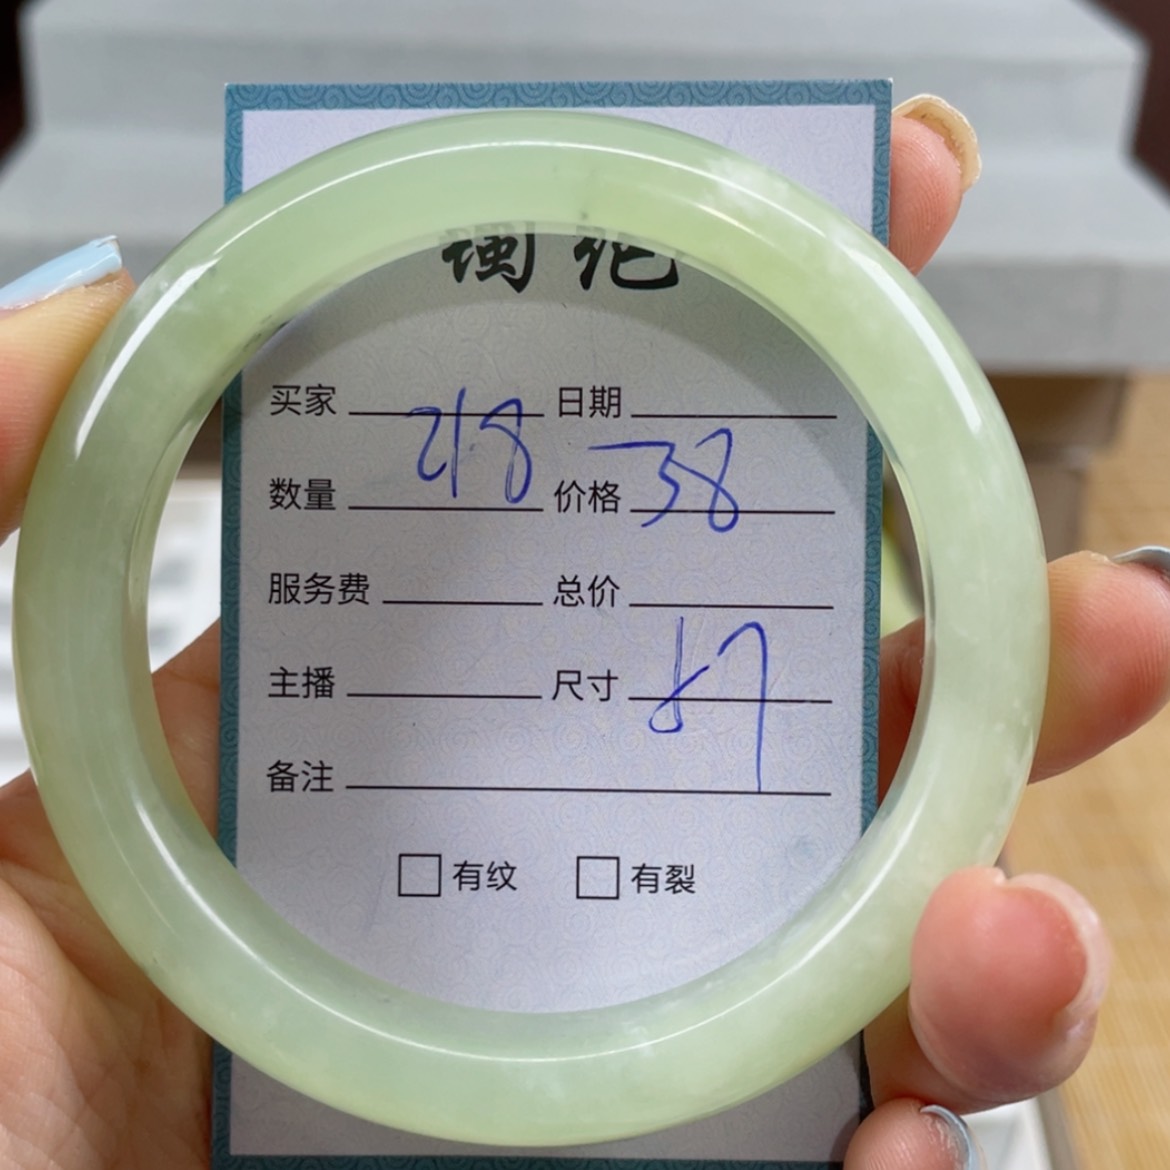 买家 日期
218
数量 价格 38
服务费 总价
主播 尺寸 57
备注
有纹 有裂